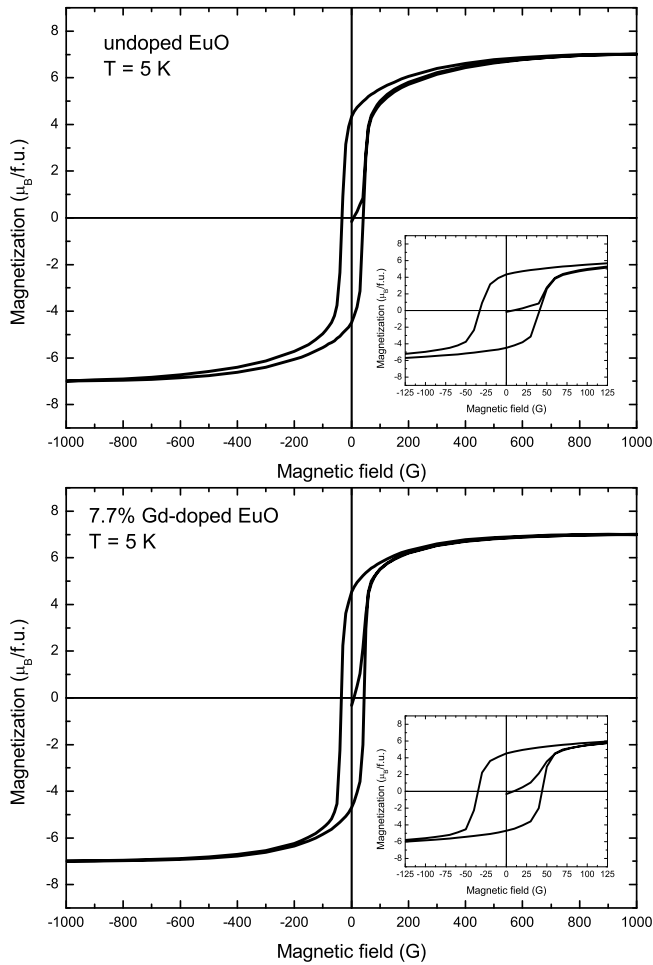 undoped EuO
T = 5 K
Magnetization (μB/f.u.)
8
6
4
2
0
-2
-4
-6
-8
-1000 -800 -600 -400 -200 0 200 400 600 800 1000
Magnetic field (G)
Magnetization (μB/f.u.)
8
6
4
2
0
-2
-4
-6
-8
-125 -100 -75 -50 -25 0 25 50 75 100 125
Magnetic field (G)
7.7% Gd-doped EuO
T = 5 K
Magnetization (μB/f.u.)
8
6
4
2
0
-2
-4
-6
-8
-1000 -800 -600 -400 -200 0 200 400 600 800 1000
Magnetic field (G)
Magnetization (μB/f.u.)
8
6
4
2
0
-2
-4
-6
-8
-125 -100 -75 -50 -25 0 25 50 75 100 125
Magnetic field (G)